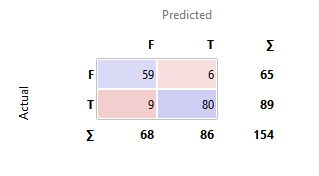 Predicted
F T Σ
F 59 6 65
Actual
T 9 80 89
Σ 68 86 154